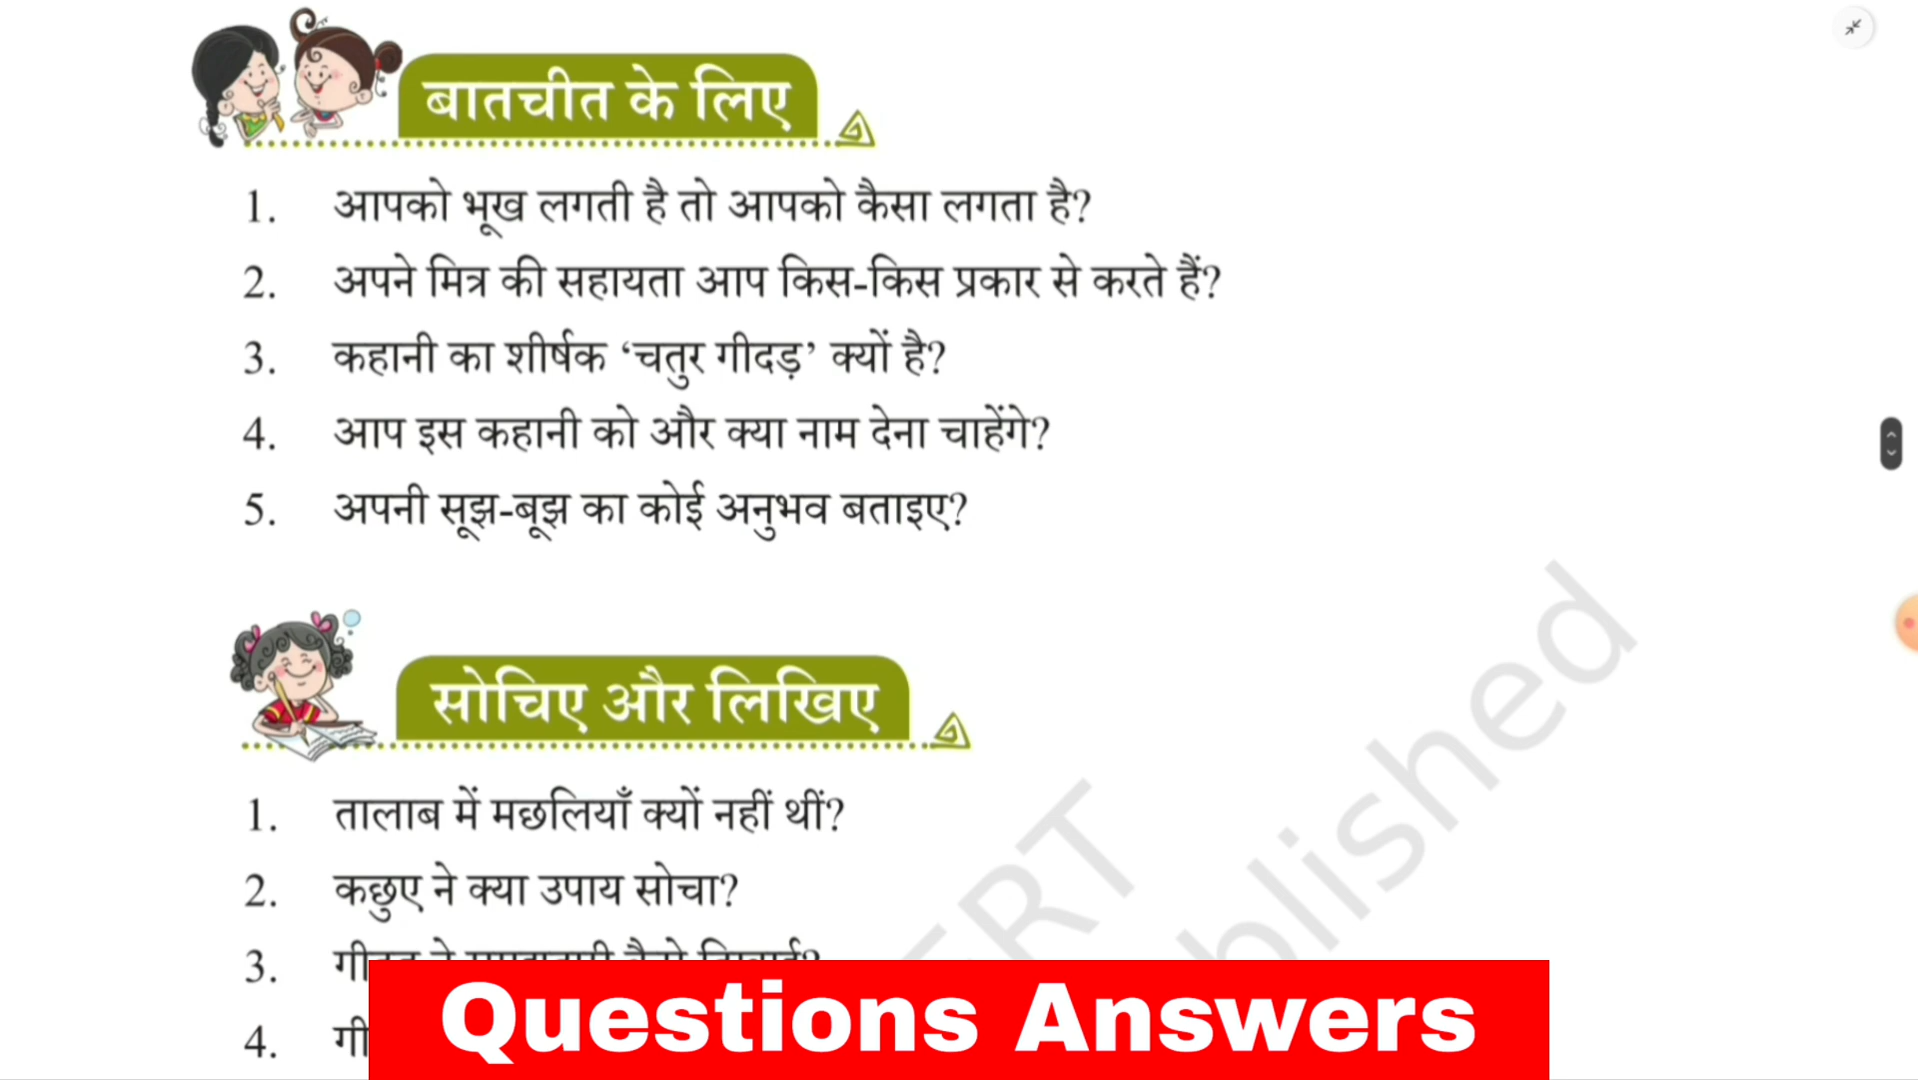 बातचीत के लिए
1. आपको भूख लगती है तो आपको कैसा लगता है?
2. अपने मित्र की सहायता आप किस-किस प्रकार से करते हैं?
3. कहानी का शीर्षक ‘चतुर गीदड़’ क्यों है?
4. आप इस कहानी को और क्या नाम देना चाहेंगे?
5. अपनी सूझ-बूझ का कोई अनुभव बताइए?
सोचिए और लिखिए
1. तालाब में मछलियाँ क्यों नहीं थीं?
2. कछुए ने क्या उपाय सोचा?
3.
4.
Questions Answers